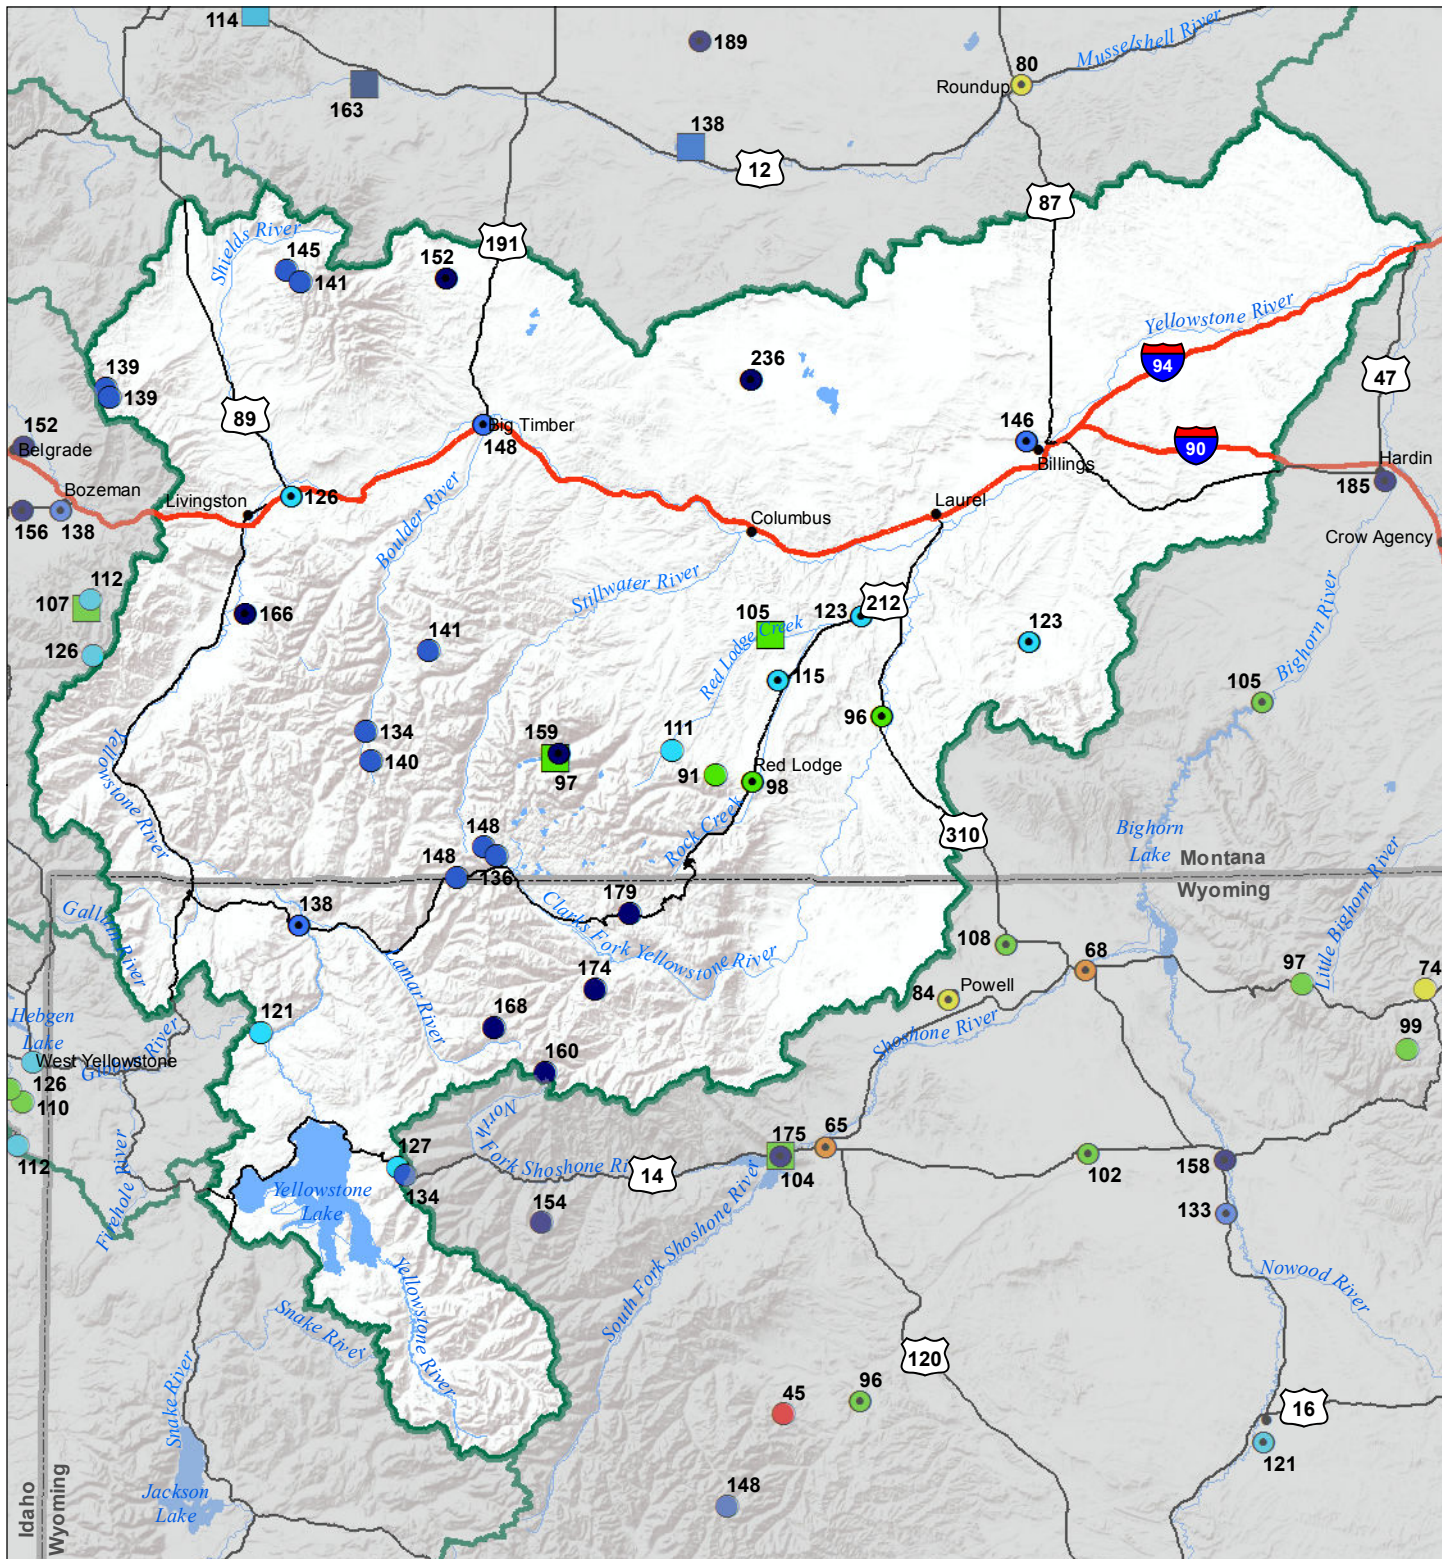 114
189
Musselshell River
80
Roundup
163
138
12
87
191
Shields River
145
141
152
Yellowstone River
94
47
139
139
236
89
152
Belgrade
Big Timber
148
146
90
Billings
Hardin
185
Bozeman
156
138
Livingston
126
Boulder River
Columbus
Laurel
Crow Agency
Stillwater River
112
107
166
212
105
123
Red Lodge Creek
123
126
141
Bighorn River
115
105
96
134
140
Yellowstone River
159
97
111
91
Red Lodge
98
Rock Creek
310
Bighorn
Lake
Montana
Wyoming
148
148
136
179
Little Bighorn River
Gallatin River
138
Clarks Fork Yellowstone River
108
68
97
74
Lamar River
174
84
Powell
Shoshone River
Hebgen
Lake
121
168
99
West Yellowstone
160
126
110
North
Fork Shoshone
65
112
127
134
175
104
14
102
158
Firehole River
Yellowstone
Lake
154
133
South Fork Shoshone River
Nowood River
Yellowstone River
Snake River
Snake River
120
45
96
16
121
Jackson
Lake
148
Idaho
Wyoming